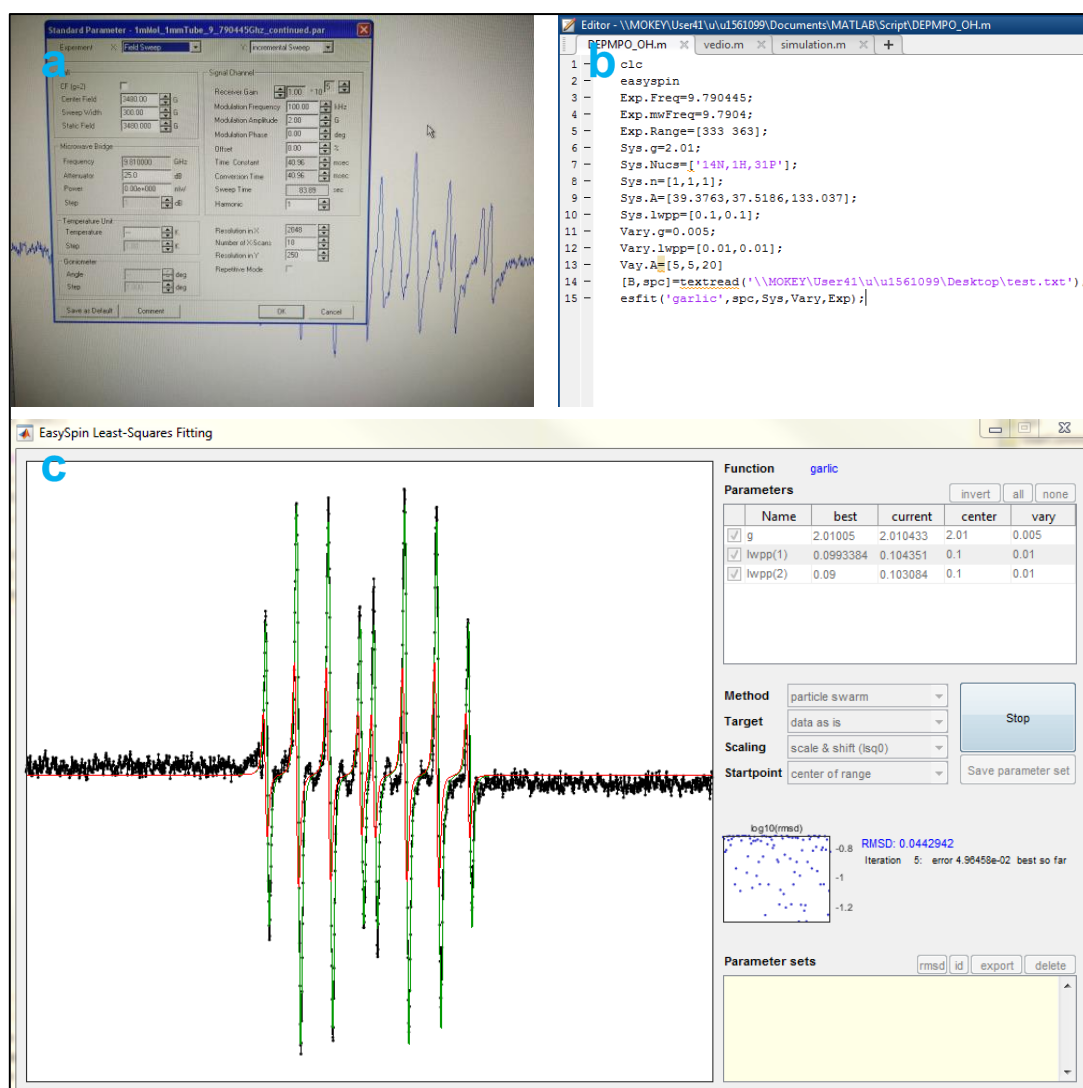 Standard Parameter - 1mMol_1mmTube_9_790445Ghz_continued.par
a
Experiment X: Field Sweep Y: incremental Sweep
CF (g=2)
Center Field 3480.00 G
Sweep Width 300.00 G
Static Field 3480.000 G
Microwave Bridge
Frequency 9.810000 GHz
Attenuator 25.0 dB
Power 0.00e+000 mW
Step dB
Temperature Unit
Temperature K
Step K
Goniometer
Angle deg
Step deg
Signal Channel
Receiver Gain 3.00 * 10 5
Modulation Frequency 100.00 kHz
Modulation Amplitude 2.00 G
Modulation Phase 0.00 deg
Offset 0.00 %
Time Constant 40.96 msec
Conversion Time 40.96 msec
Sweep Time 83.89 sec
Harmonic 1
Resolution in X 2048
Number of X-Scans 10
Resolution in Y 250
Repetitive Mode
Save as Default Comment OK Cancel
Editor - \\MOKEY\User41\u\u1561099\Documents\MATLAB\Script\DEPMPO_OH.m
DEPMPO_OH.m vedio.m simulation.m +
b
1 - clc
2 - easyspin
3 - Exp.Freq=9.790445;
4 - Exp.mwFreq=9.7904;
5 - Exp.Range=[333 363];
6 - Sys.g=2.01;
7 - Sys.Nucs=['14N,1H,31P'];
8 - Sys.n=[1,1,1];
9 - Sys.A=[39.3763,37.5186,133.037];
10 - Sys.lwpp=[0.1,0.1];
11 - Vary.g=0.005;
12 - Vary.lwpp=[0.01,0.01];
13 - Vay.A=[5,5,20]
14 - [B,spc]=textread('\\MOKEY\User41\u\u1561099\Desktop\test.txt')
15 - esfit('garlic',spc,Sys,Vary,Exp);
EasySpin Least-Squares Fitting
c
Function garlic
Parameters invert all none
Name best current center vary
g 2.01005 2.010433 2.01 0.005
lwpp(1) 0.0993384 0.104351 0.1 0.01
lwpp(2) 0.09 0.103084 0.1 0.01
Method particle swarm
Target data as is
Scaling scale & shift (lsq0)
Startpoint center of range
Stop
Save parameter set
log10(rmsd)
-0.8
-1
-1.2
RMSD: 0.0442942
Iteration 5: error 4.96458e-02 best so far
Parameter sets rmsd id export delete